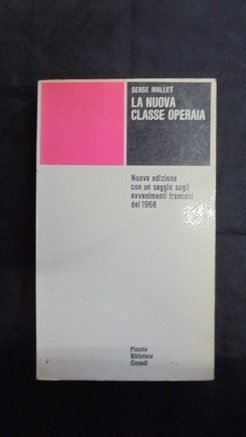 SERGE MALLET
LA NUOVA
CLASSE OPERAIA
Nuova edizione
con un saggio sugli
avvenimenti francesi
del 1968
Piccola
Biblioteca
Einaudi